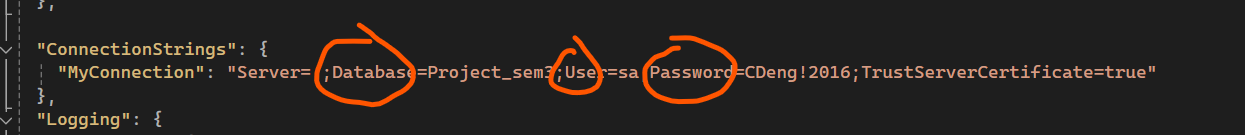 },
"ConnectionStrings": {
"MyConnection": "Server= ;Database=Project_sem3;User=sa Password=CDeng!2016;TrustServerCertificate=true"
},
"Logging": {